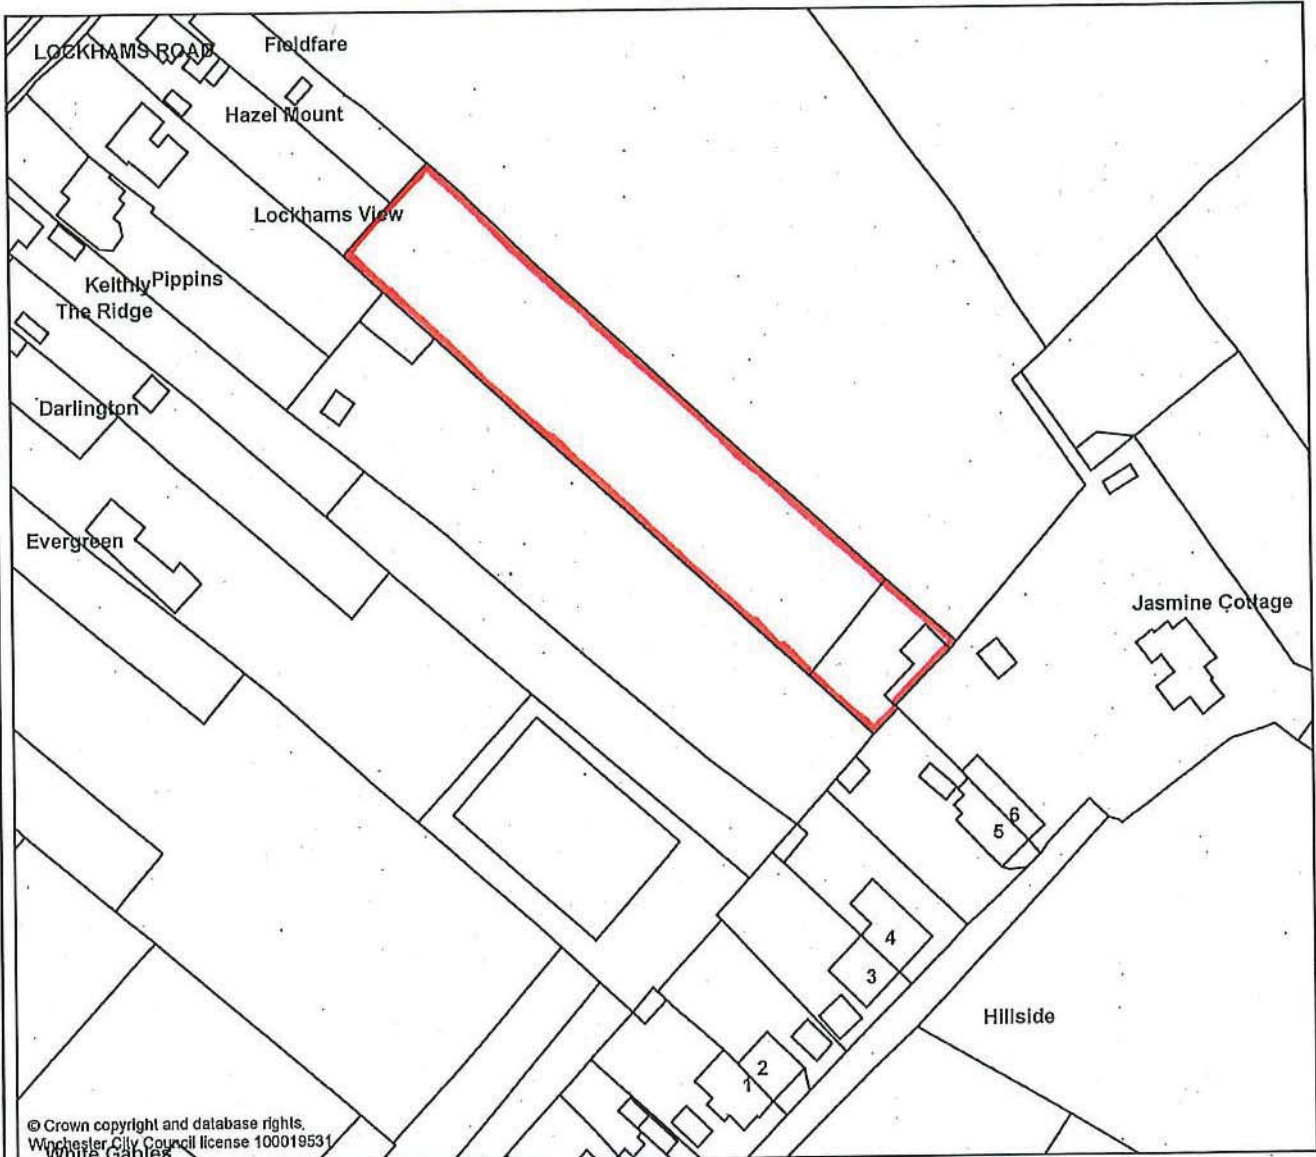 LOCKHAMS ROAD
Fieldfare
Hazel Mount
Lockhams View
Keithly
Pippins
The Ridge
Darlington
Evergreen
Jasmine Cottage
6
5
4
3
Hillside
2
1
© Crown copyright and database rights,
Winchester City Council license 100019531
White Gables